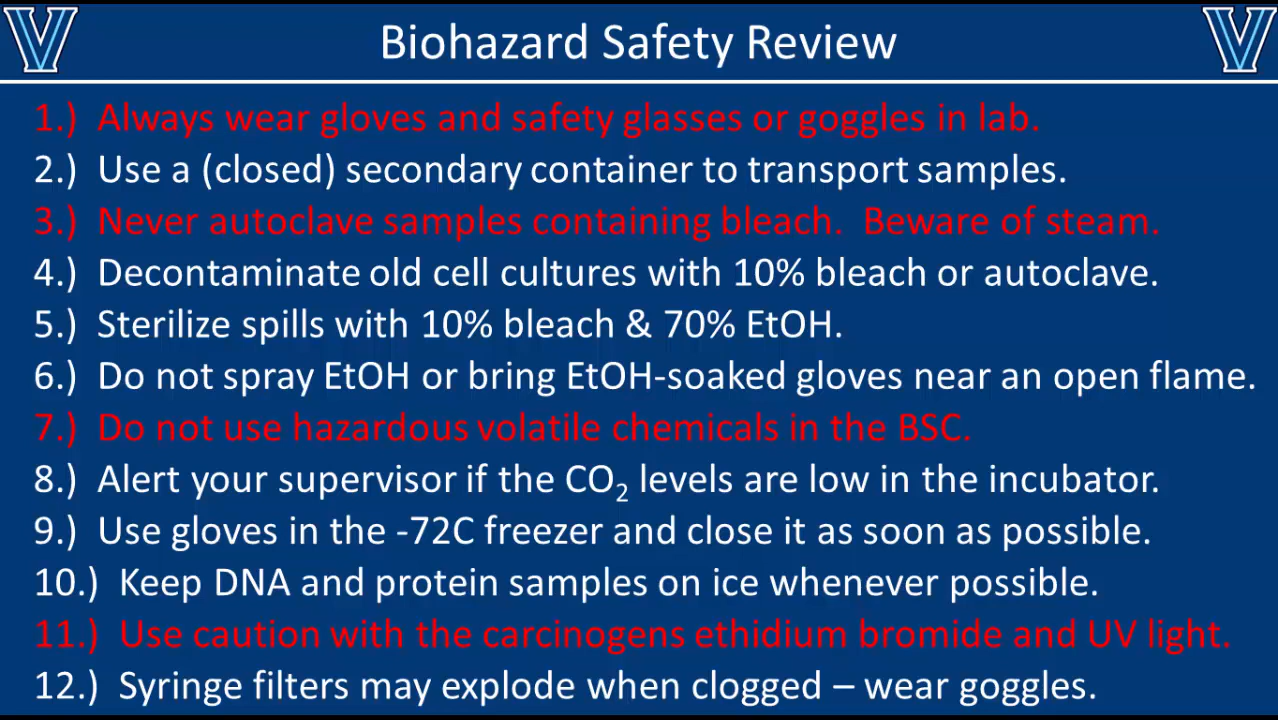 V Biohazard Safety Review V
1.) Always wear gloves and safety glasses or goggles in lab.
2.) Use a (closed) secondary container to transport samples.
3.) Never autoclave samples containing bleach. Beware of steam.
4.) Decontaminate old cell cultures with 10% bleach or autoclave.
5.) Sterilize spills with 10% bleach & 70% EtOH.
6.) Do not spray EtOH or bring EtOH-soaked gloves near an open flame.
7.) Do not use hazardous volatile chemicals in the BSC.
8.) Alert your supervisor if the CO₂ levels are low in the incubator.
9.) Use gloves in the -72C freezer and close it as soon as possible.
10.) Keep DNA and protein samples on ice whenever possible.
11.) Use caution with the carcinogens ethidium bromide and UV light.
12.) Syringe filters may explode when clogged – wear goggles.